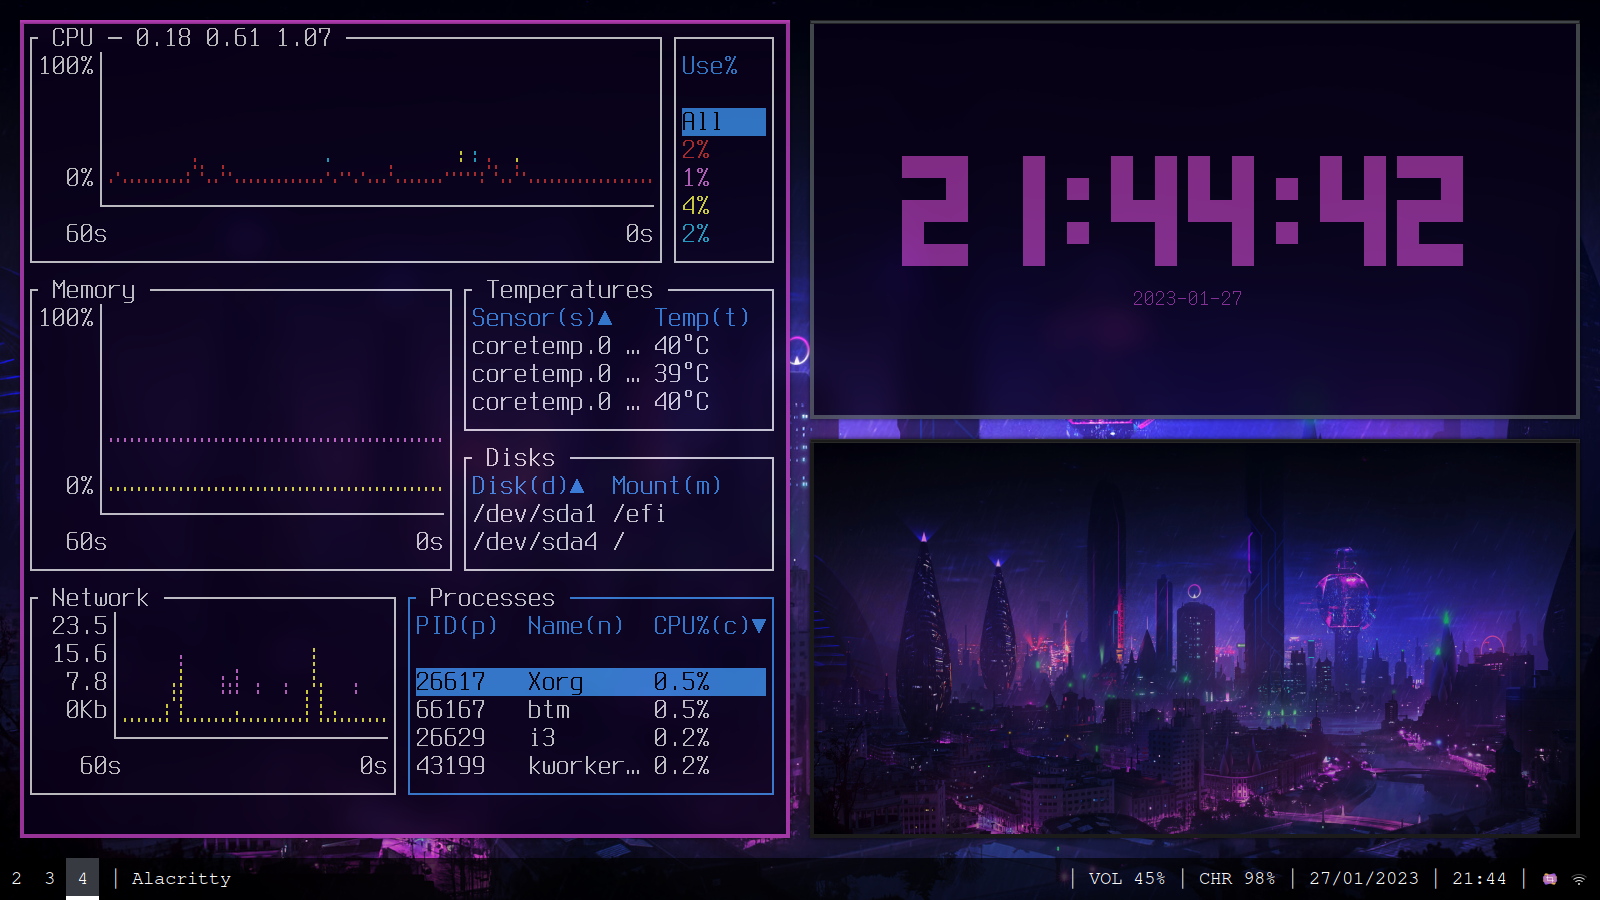 CPU — 0.18 0.61 1.07
100%
0%
60s 0s
Use%
All
2%
1%
4%
2%
Memory
100%
0%
60s 0s
Temperatures
Sensor(s)▲ Temp(t)
coretemp.0 … 40°C
coretemp.0 … 39°C
coretemp.0 … 40°C
Disks
Disk(d)▲ Mount(m)
/dev/sda1 /efi
/dev/sda4 /
Network
23.5
15.6
7.8
0Kb
60s 0s
Processes
PID(p) Name(n) CPU%(c)▼
26617 Xorg 0.5%
66167 btm 0.5%
26629 i3 0.2%
43199 kworker… 0.2%
21:44:42
2023-01-27
2 3 4 | Alacritty
| VOL 45% | CHR 98% | 27/01/2023 | 21:44 |